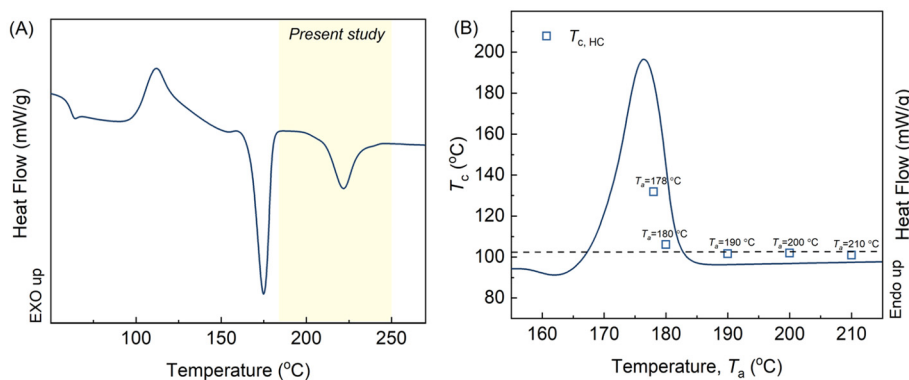 (A)
Present study
Heat Flow (mW/g)
EXO up
100
150
200
250
Temperature (°C)
(B)
T_c, HC
200
180
160
140
120
100
80
T_c (°C)
T_a=178 °C
T_a=180 °C
T_a=190 °C
T_a=200 °C
T_a=210 °C
160
170
180
190
200
210
Temperature, T_a (°C)
Heat Flow (mW/g)
Endo up